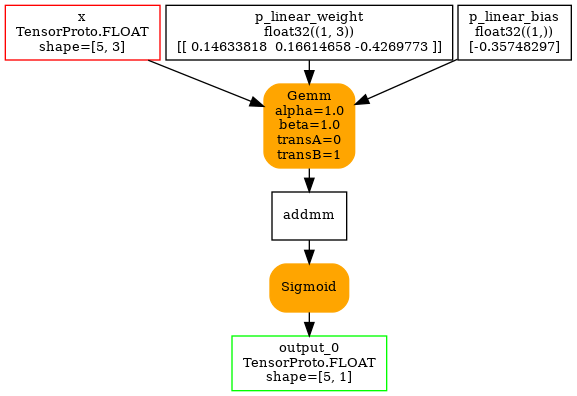 x
TensorProto.FLOAT
shape=[5, 3]
p_linear_weight
float32((1, 3))
[[ 0.14633818  0.16614658 -0.4269773 ]]
p_linear_bias
float32((1,))
[-0.35748297]
Gemm
alpha=1.0
beta=1.0
transA=0
transB=1
addmm
Sigmoid
output_0
TensorProto.FLOAT
shape=[5, 1]